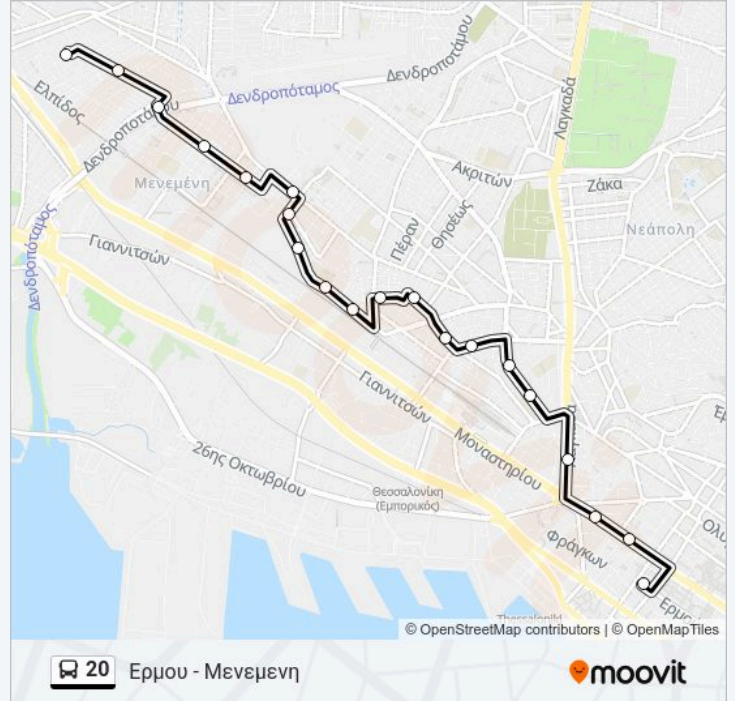 Ελπίδος
Δενδροποτάμου
Δενδροπόταμος
Δενδροποτάμου
Λαγκαδά
Ακριτών
Ζάκα
Μενεμένη
Πέραν
Θησέως
Νεάπολη
Δενδροπόταμος
Γιαννιτσών
Γιαννιτσών
Μοναστηρίου
26ης Οκτωβρίου
Θεσσαλονίκη
(Εμπορικός)
Φράγκων
Ερμο
© OpenStreetMap contributors | © OpenMapTiles
20 Ερμου - Μενεμενη
moovit